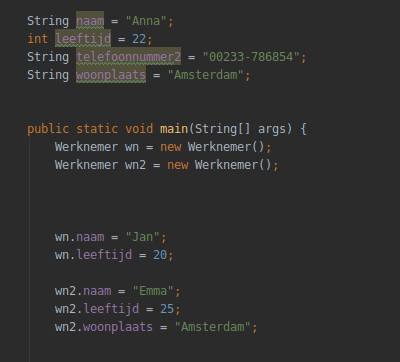 String naam = "Anna";
int leeftijd = 22;
String telefoonnummer2 = "00233-786854";
String woonplaats = "Amsterdam";
public static void main(String[] args) {
Werknemer wn = new Werknemer();
Werknemer wn2 = new Werknemer();
wn.naam = "Jan";
wn.leeftijd = 20;
wn2.naam = "Emma";
wn2.leeftijd = 25;
wn2.woonplaats = "Amsterdam";